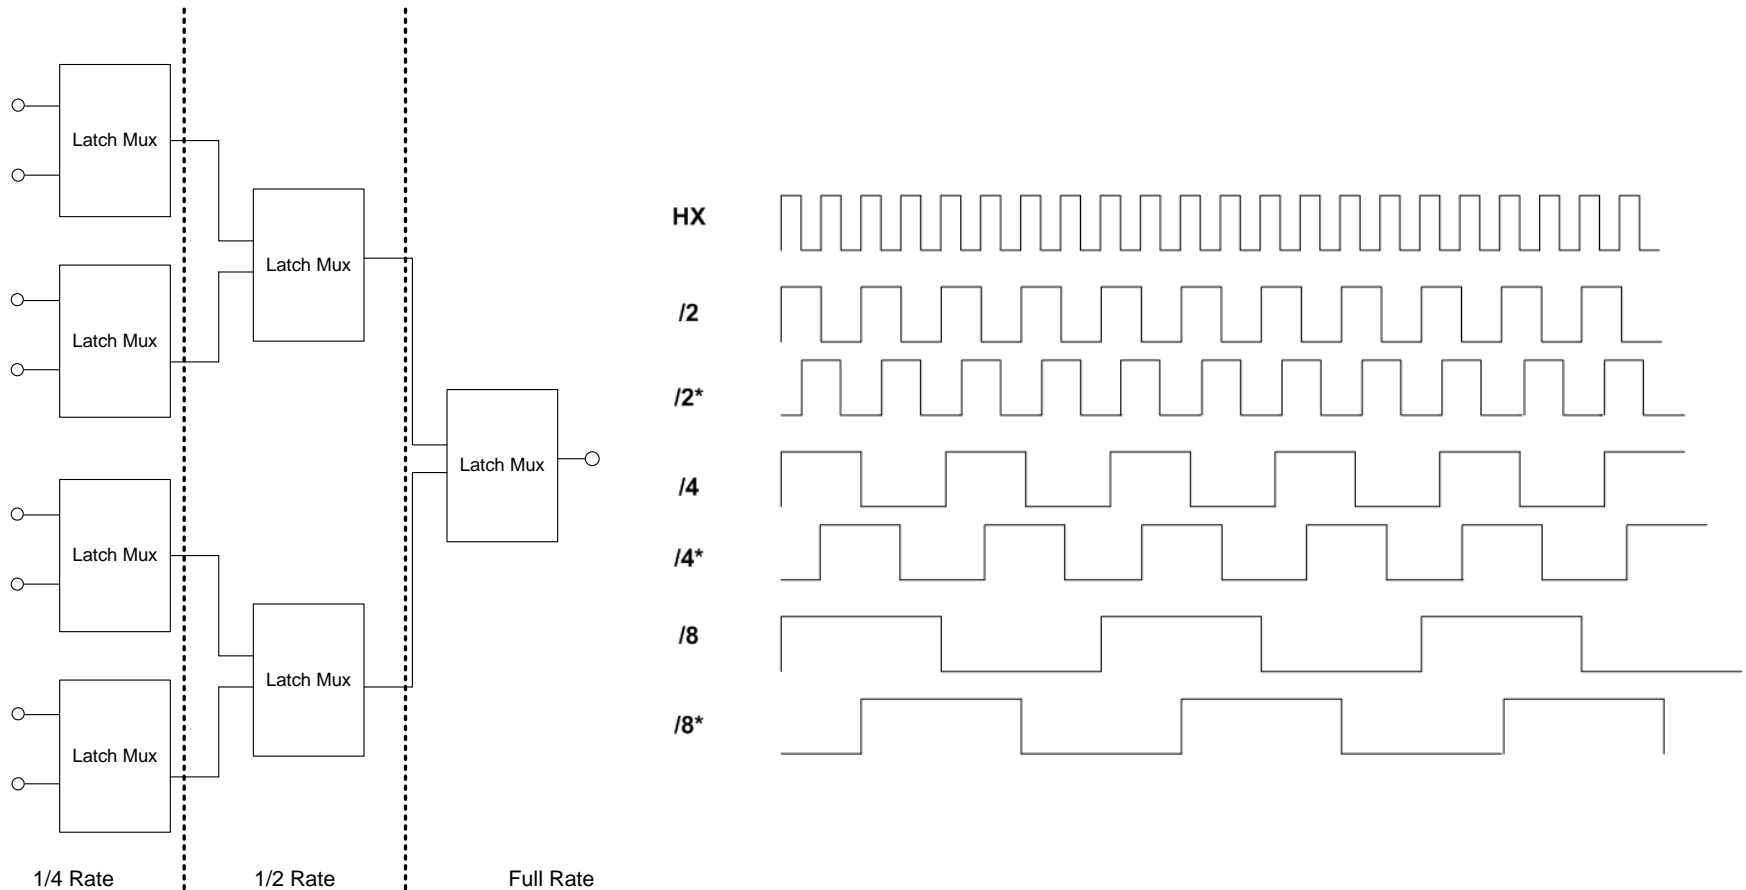 Latch Mux
Latch Mux
Latch Mux
Latch Mux
Latch Mux
Latch Mux
Latch Mux
1/4 Rate
1/2 Rate
Full Rate
HX
/2
/2*
/4
/4*
/8
/8*